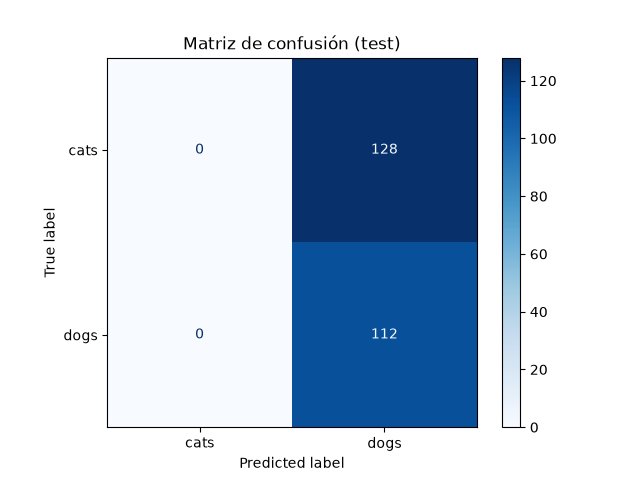 Matriz de confusión (test)
120
100
80
60
40
20
0
True label
cats
0
128
dogs
0
112
cats
dogs
Predicted label